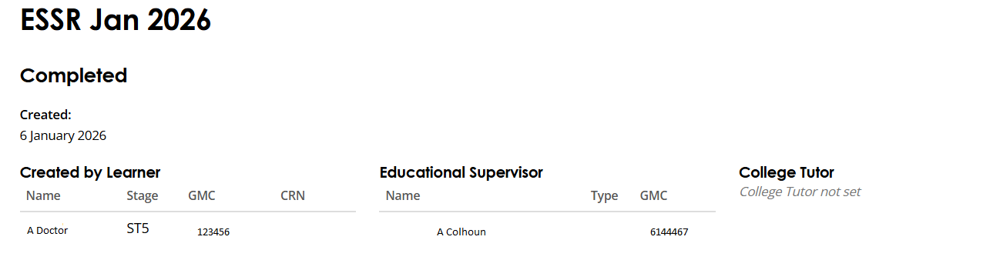 ESSR Jan 2026
Completed
Created:
6 January 2026
Created by Learner
Name Stage GMC CRN
A Doctor ST5 123456
Educational Supervisor
Name Type GMC
A Colhoun 6144467
College Tutor
College Tutor not set